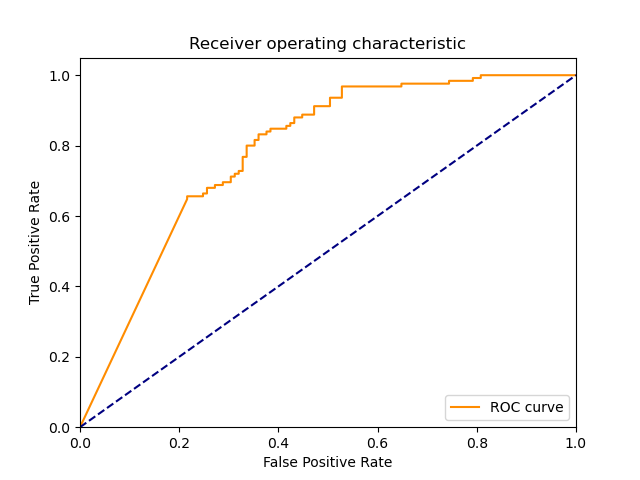 Receiver operating characteristic
True Positive Rate
1.0
0.8
0.6
0.4
0.2
0.0
0.0 0.2 0.4 0.6 0.8 1.0
False Positive Rate
ROC curve